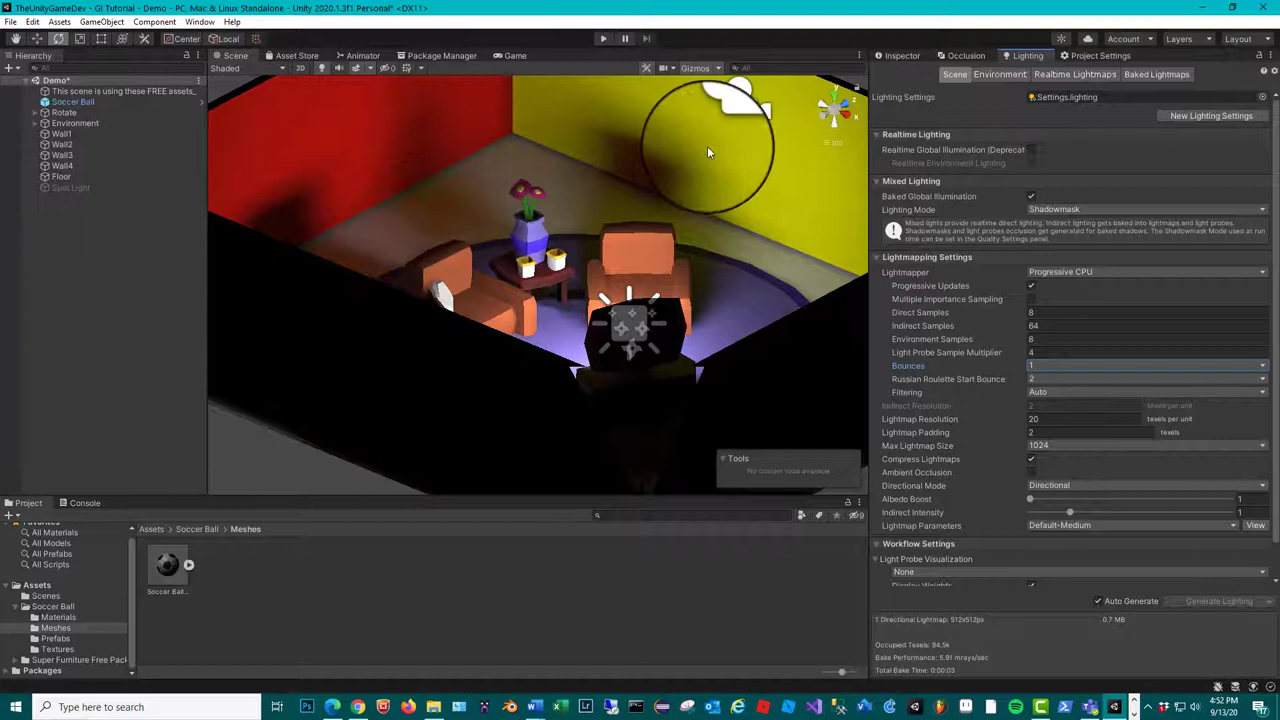 TheUnityGameDev - GI Tutorial - Demo - PC, Mac & Linux Standalone - Unity 2020.1.3f1 Personal* <DX11>
File Edit Assets GameObject Component Window Help
Center Local Account Layers Layout
Hierarchy Scene Asset Store Animator Package Manager Game Inspector Occlusion Lighting Project Settings
All Shaded 2D 0 Gizmos All
Scene Environment Realtime Lightmaps Baked Lightmaps
Demo*
This scene is using these FREE assets_
Soccer Ball
Rotate
Environment
Wall1
Wall2
Wall3
Wall4
Floor
Spot Light
y
z
x
Tools
No custom tools available
Lighting Settings Settings.lighting
New Lighting Settings
Realtime Lighting
Realtime Global Illumination (Deprecat
Realtime Environment Lighting
Mixed Lighting
Baked Global Illumination
Lighting Mode Shadowmask
Mixed lights provide realtime direct lighting. Indirect lighting gets baked into lightmaps and light probes.
Shadowmasks and light probes occlusion get generated for baked shadows. The Shadowmask Mode used at run
time can be set in the Quality Settings panel.
Lightmapping Settings
Lightmapper Progressive CPU
Progressive Updates
Multiple Importance Sampling
Direct Samples 8
Indirect Samples 64
Environment Samples 8
Light Probe Sample Multiplier 4
Bounces 1
Russian Roulette Start Bounce 2
Filtering Auto
Indirect Resolution 2 texels per unit
Lightmap Resolution 20 texels per unit
Lightmap Padding 2 texels
Max Lightmap Size 1024
Compress Lightmaps
Ambient Occlusion
Directional Mode Directional
Albedo Boost 1
Indirect Intensity 1
Lightmap Parameters Default-Medium View
Workflow Settings
Light Probe Visualization
None
Display Weights
Auto Generate Generate Lighting
1 Directional Lightmap: 512x512px 0.7 MB
Occupied Texels: 94.5k
Bake Performance: 5.91 mrays/sec
Total Bake Time: 0:00:03
Project Console
9
Favorites
All Materials
All Models
All Prefabs
All Scripts
Assets
Scenes
Soccer Ball
Materials
Meshes
Prefabs
Textures
Super Furniture Free Pacl
Packages
Assets Soccer Ball Meshes
Soccer Ball..
Type here to search
4:52 PM
9/13/20
17